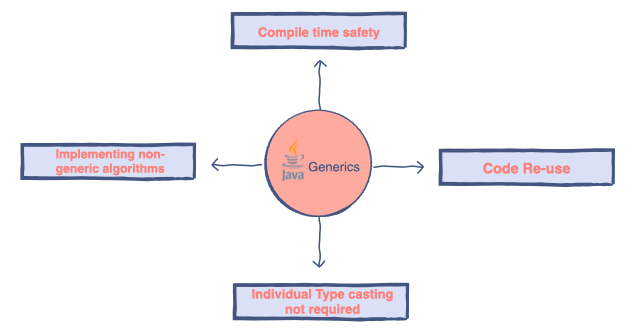 Compile time safety
Implementing non-
generic algorithms
Java
Generics
Code Re-use
Individual Type casting
not required